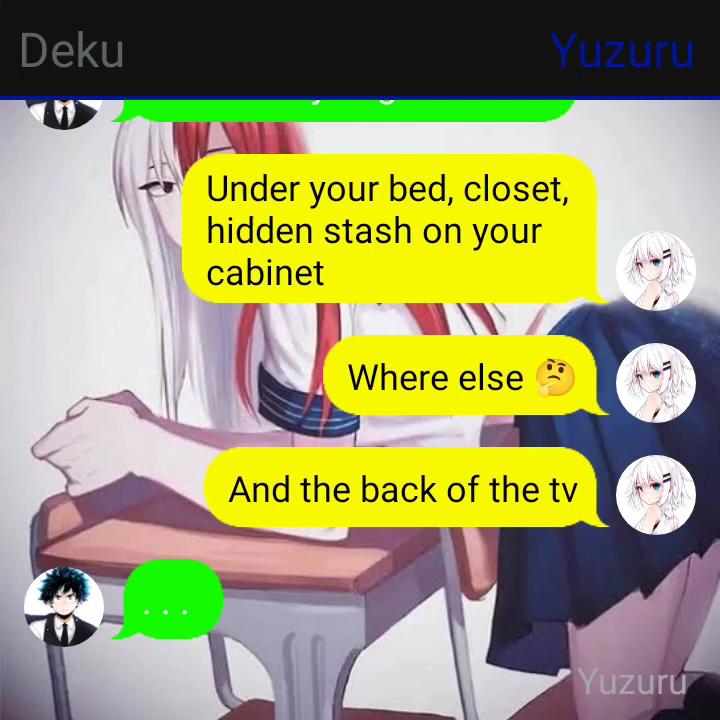 Deku
Yuzuru
Under your bed, closet,
hidden stash on your
cabinet
Where else 🤔
And the back of the tv
...
Yuzuru